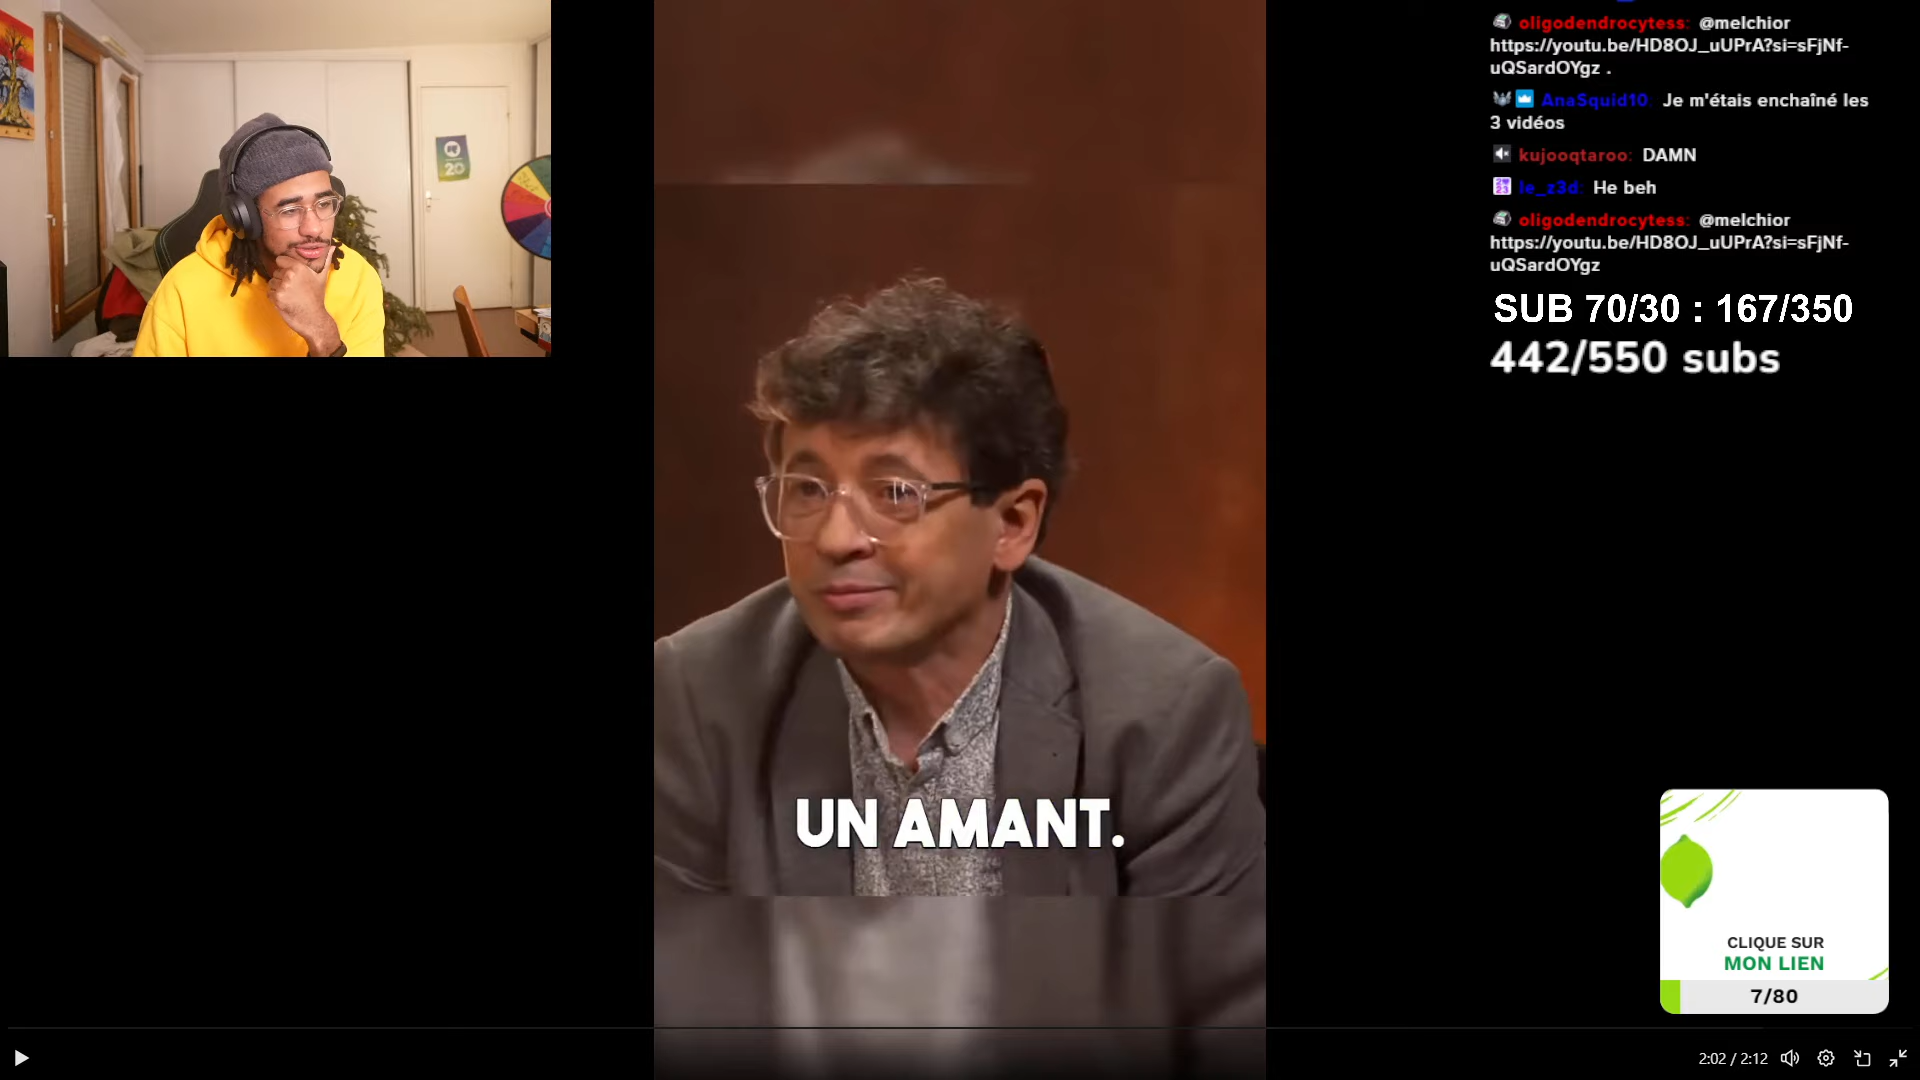 oligodendrocytess: @melchior
https://youtu.be/HD8OJ_uUPrA?si=sFjNf-
uQSardOYgz .
AnaSquid10: Je m'étais enchaîné les
3 vidéos
kujooqtaroo: DAMN
le_z3d: He beh
oligodendrocytess: @melchior
https://youtu.be/HD8OJ_uUPrA?si=sFjNf-
uQSardOYgz
SUB 70/30 : 167/350
442/550 subs
20
UN AMANT.
CLIQUE SUR
MON LIEN
7/80
2:02 / 2:12